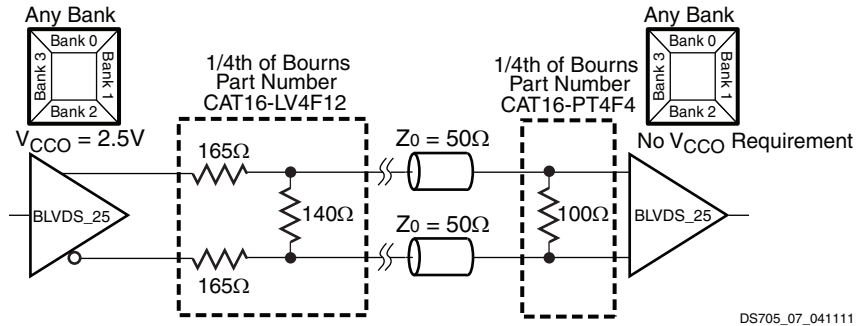 Any Bank
Bank 0
Bank 3
Bank 1
Bank 2
VCCO = 2.5V
BLVDS_25
1/4th of Bourns
Part Number
CAT16-LV4F12
165Ω
140Ω
165Ω
Z0 = 50Ω
Z0 = 50Ω
1/4th of Bourns
Part Number
CAT16-PT4F4
100Ω
Any Bank
Bank 0
Bank 3
Bank 1
Bank 2
No VCCO Requirement
BLVDS_25
DS705_07_041111